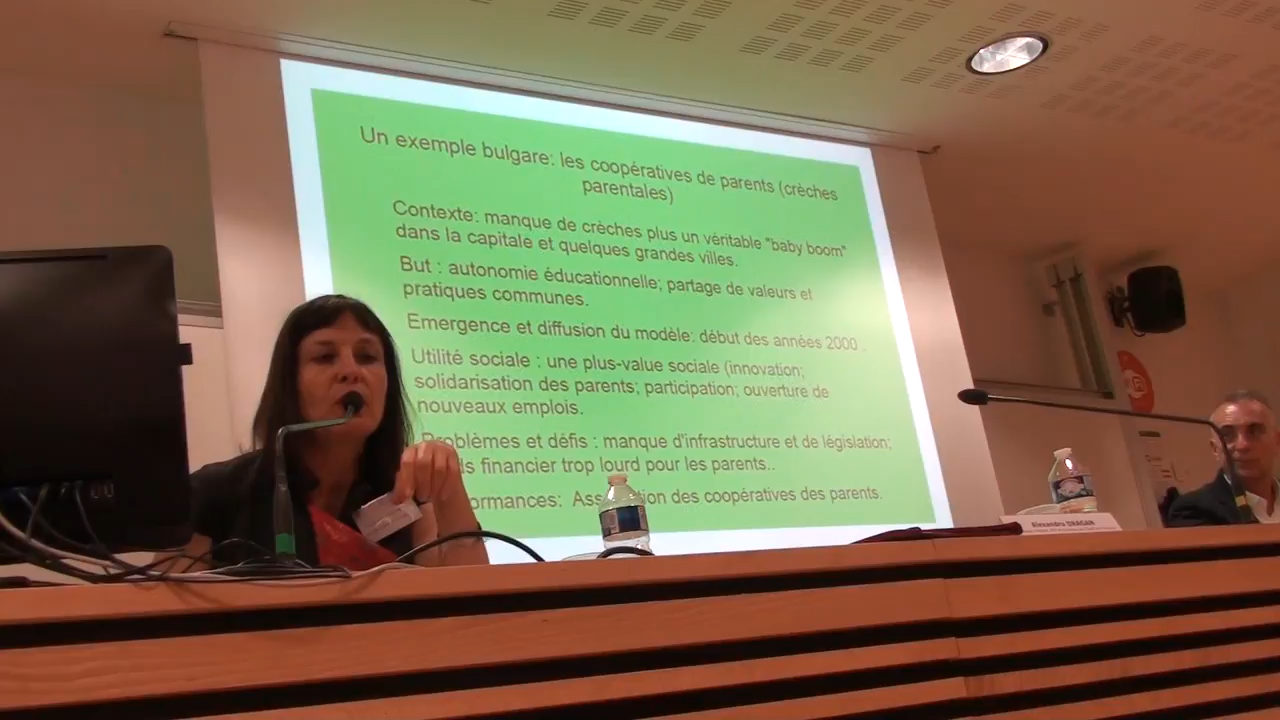 Un exemple bulgare: les coopératives de parents (crèches
parentales)
Contexte: manque de crèches plus un véritable "baby boom"
dans la capitale et quelques grandes villes.
But : autonomie éducationnelle; partage de valeurs et
pratiques communes.
Emergence et diffusion du modèle: début des années 2000 .
Utilité sociale : une plus-value sociale (innovation;
solidarisation des parents; participation; ouverture de
nouveaux emplois.
Problèmes et défis : manque d'infrastructure et de législation;
financier trop lourd pour les parents..
ormances: des coopératives des parents.
Alexandru DRAGAN